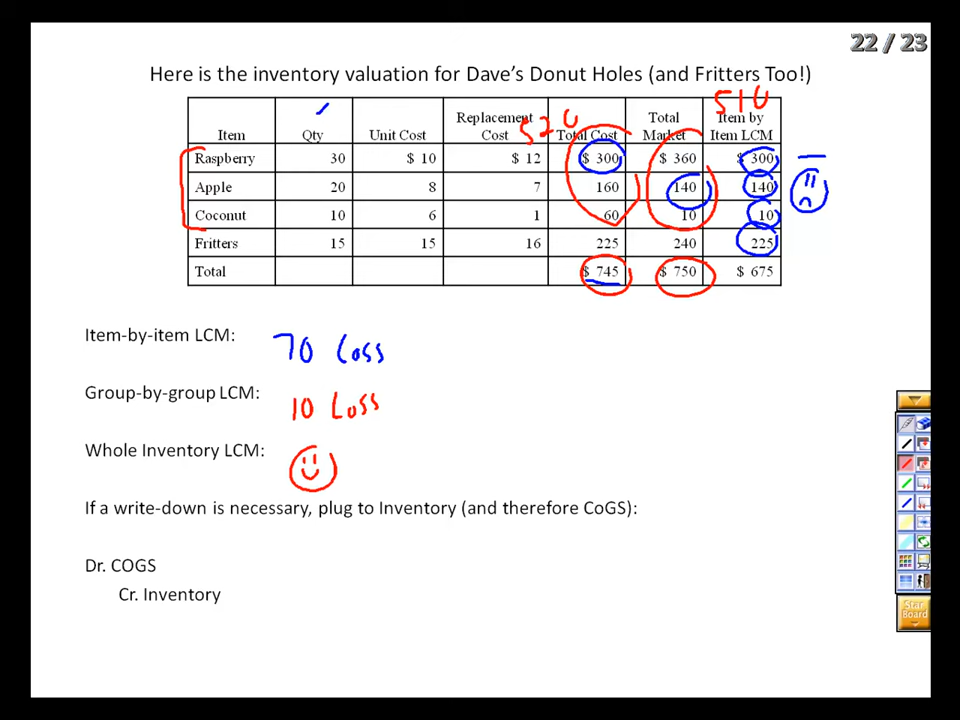 22 / 23
Here is the inventory valuation for Dave's Donut Holes (and Fritters Too!)
510
520
Item Qty Unit Cost Replacement Cost Total Cost Total Market Item by Item LCM
Raspberry 30 $ 10 $ 12 $ 300 $ 360 $ 300
Apple 20 8 7 160 140 140
Coconut 10 6 1 60 10 10
Fritters 15 15 16 225 240 225
Total $ 745 $ 750 $ 675
Item-by-item LCM: 70 Loss
Group-by-group LCM: 10 Loss
Whole Inventory LCM:
If a write-down is necessary, plug to Inventory (and therefore CoGS):
Dr. COGS
Cr. Inventory
Star
Board